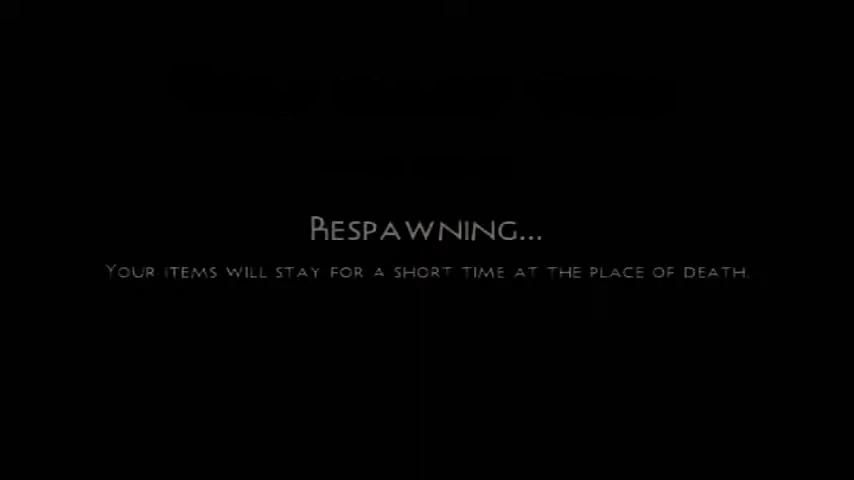 Respawning...
Your items will stay for a short time at the place of death.